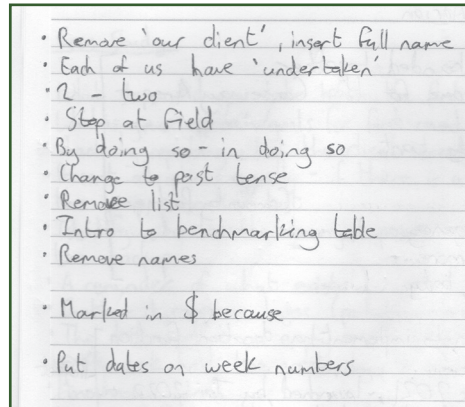 · Remove 'our client', insert full name
· Each of us have 'undertaken'
· 2 - two
· Stop at field
· By doing so - in doing so
· Change to post tense
· Remove list
· Intro to benchmarking table
· Remove names
· Marked in $ because
· Put dates on week numbers